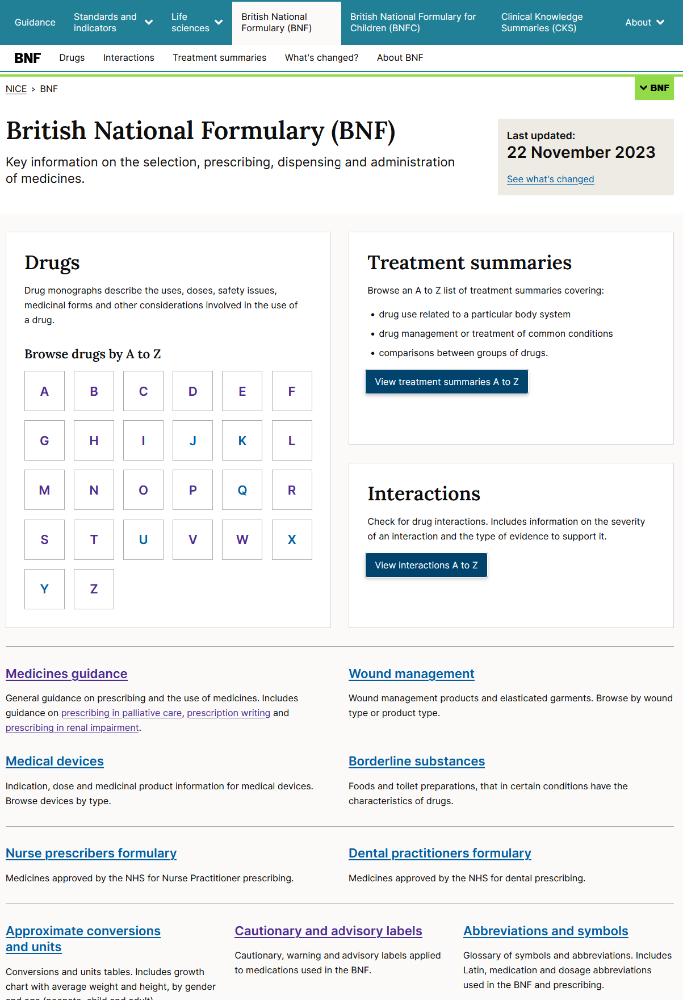 Guidance
Standards and
indicators
Life
sciences
British National
Formulary (BNF)
British National Formulary for
Children (BNFC)
Clinical Knowledge
Summaries (CKS)
About
BNF
Drugs
Interactions
Treatment summaries
What's changed?
About BNF
NICE > BNF
BNF
British National Formulary (BNF)
Key information on the selection, prescribing, dispensing and administration
of medicines.
Last updated:
22 November 2023
See what's changed
Drugs
Drug monographs describe the uses, doses, safety issues,
medicinal forms and other considerations involved in the use of
a drug.
Browse drugs by A to Z
A B C D E F
G H I J K L
M N O P Q R
S T U V W X
Y Z
Treatment summaries
Browse an A to Z list of treatment summaries covering:
• drug use related to a particular body system
• drug management or treatment of common conditions
• comparisons between groups of drugs.
View treatment summaries A to Z
Interactions
Check for drug interactions. Includes information on the severity
of an interaction and the type of evidence to support it.
View interactions A to Z
Medicines guidance
General guidance on prescribing and the use of medicines. Includes
guidance on prescribing in palliative care, prescription writing and
prescribing in renal impairment.
Wound management
Wound management products and elasticated garments. Browse by wound
type or product type.
Medical devices
Indication, dose and medicinal product information for medical devices.
Browse devices by type.
Borderline substances
Foods and toilet preparations, that in certain conditions have the
characteristics of drugs.
Nurse prescribers formulary
Medicines approved by the NHS for Nurse Practitioner prescribing.
Dental practitioners formulary
Medicines approved by the NHS for dental prescribing.
Approximate conversions
and units
Conversions and units tables. Includes growth
chart with average weight and height, by gender
and age (neonate, child and adult)
Cautionary and advisory labels
Cautionary, warning and advisory labels applied
to medications used in the BNF.
Abbreviations and symbols
Glossary of symbols and abbreviations. Includes
Latin, medication and dosage abbreviations
used in the BNF and prescribing.